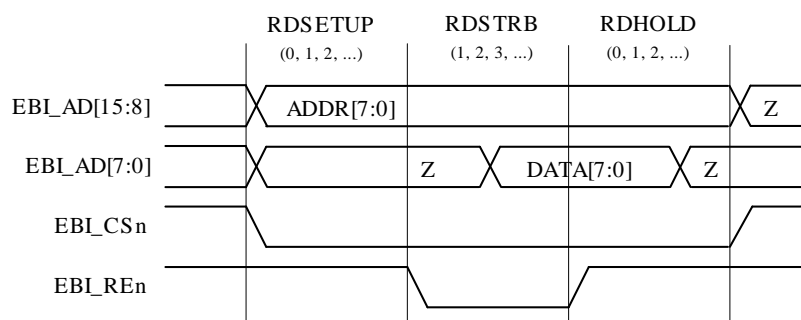 RDSETUP RDSTRB RDHOLD
(0, 1, 2, ...) (1, 2, 3, ...) (0, 1, 2, ...)
EBI_AD[15:8] ADDR[7:0] Z
EBI_AD[7:0] Z DATA[7:0] Z
EBI_CSn
EBI_REn